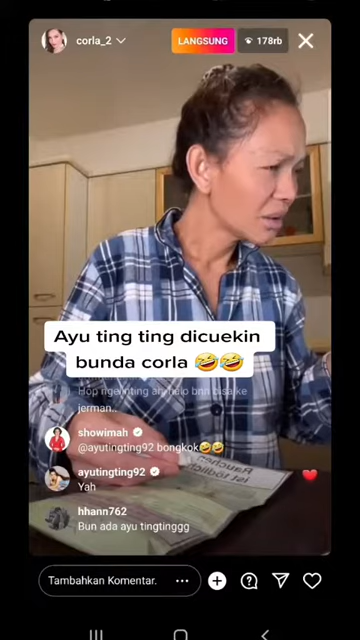 corla_2
LANGSUNG
178rb
Ayu ting ting dicuekin
bunda corla 🤣🤣
jerman..
showimah
@ayutingting92 bongkok🤣🤣
ayutingting92
Yah
hhann762
Bun ada ayu tingtinggg
Tambahkan Komentar.